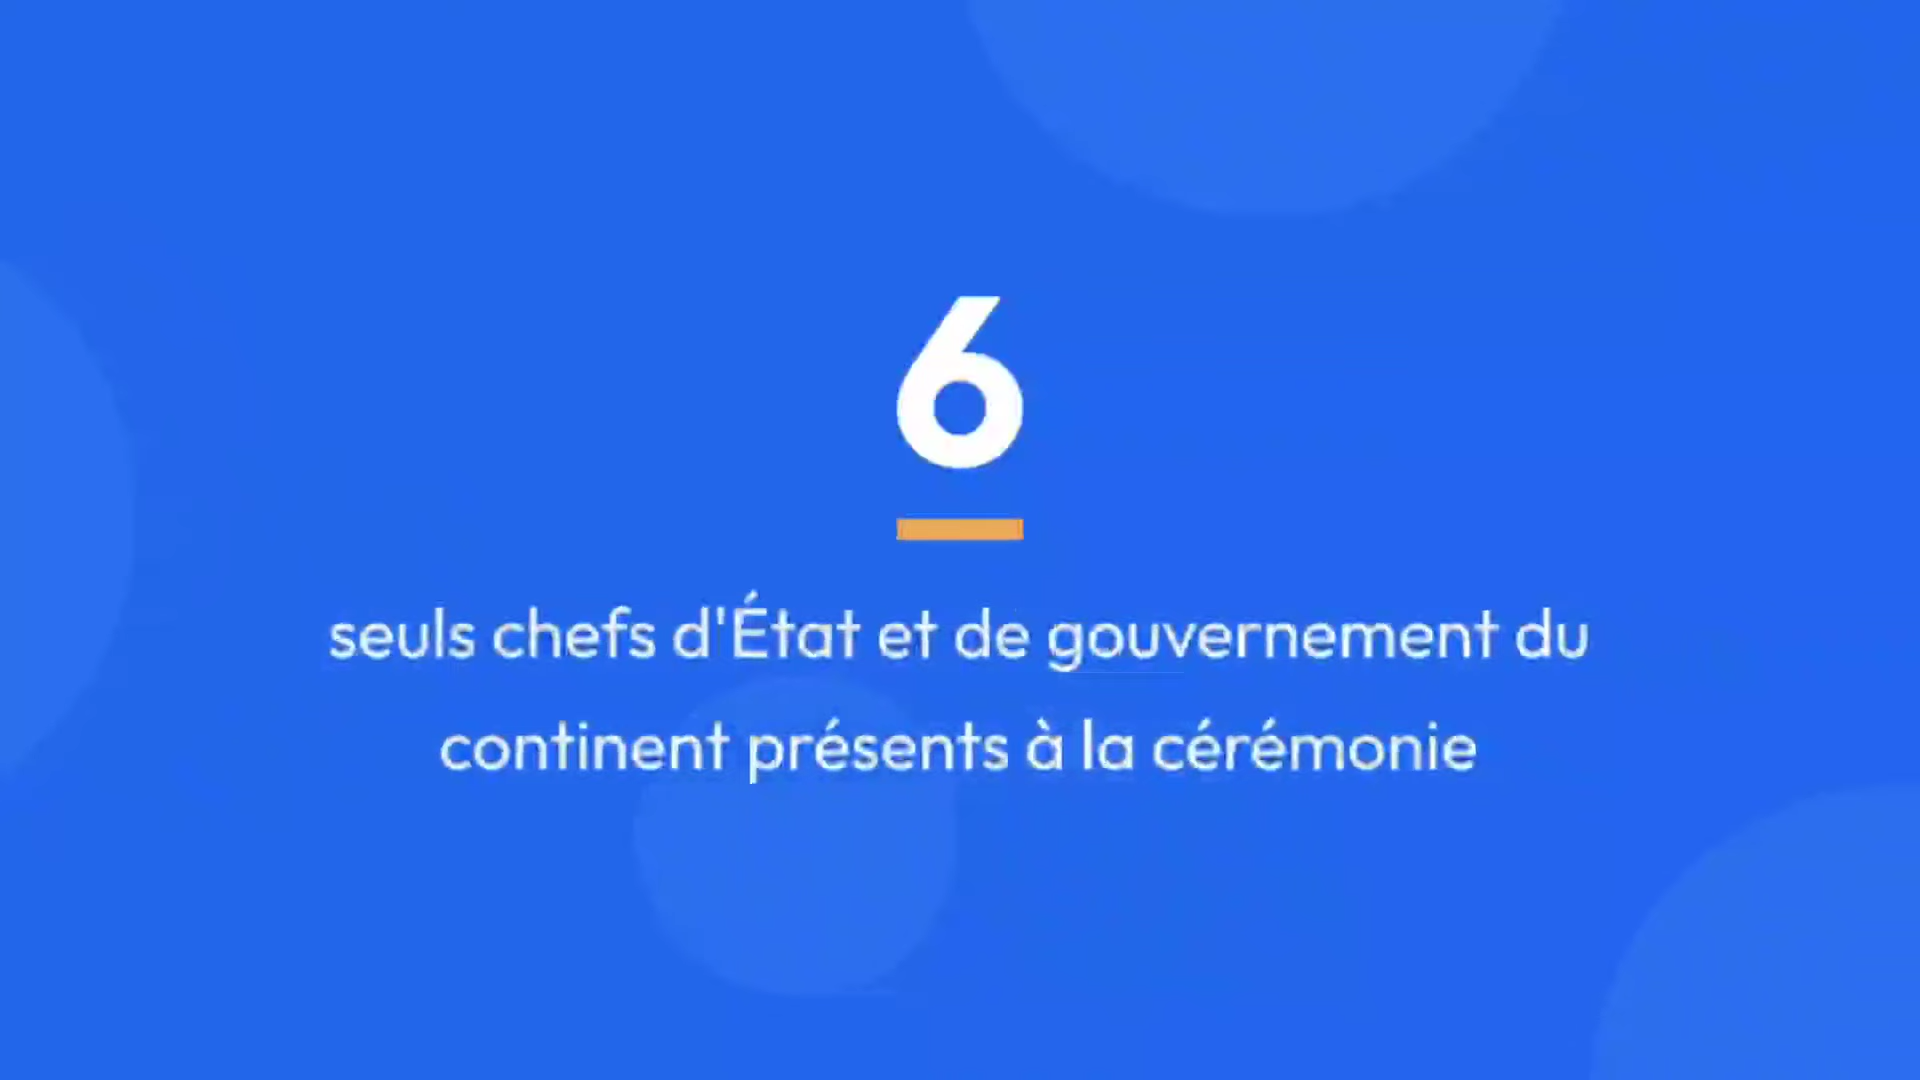 6
seuls chefs d'État et de gouvernement du
continent présents à la cérémonie